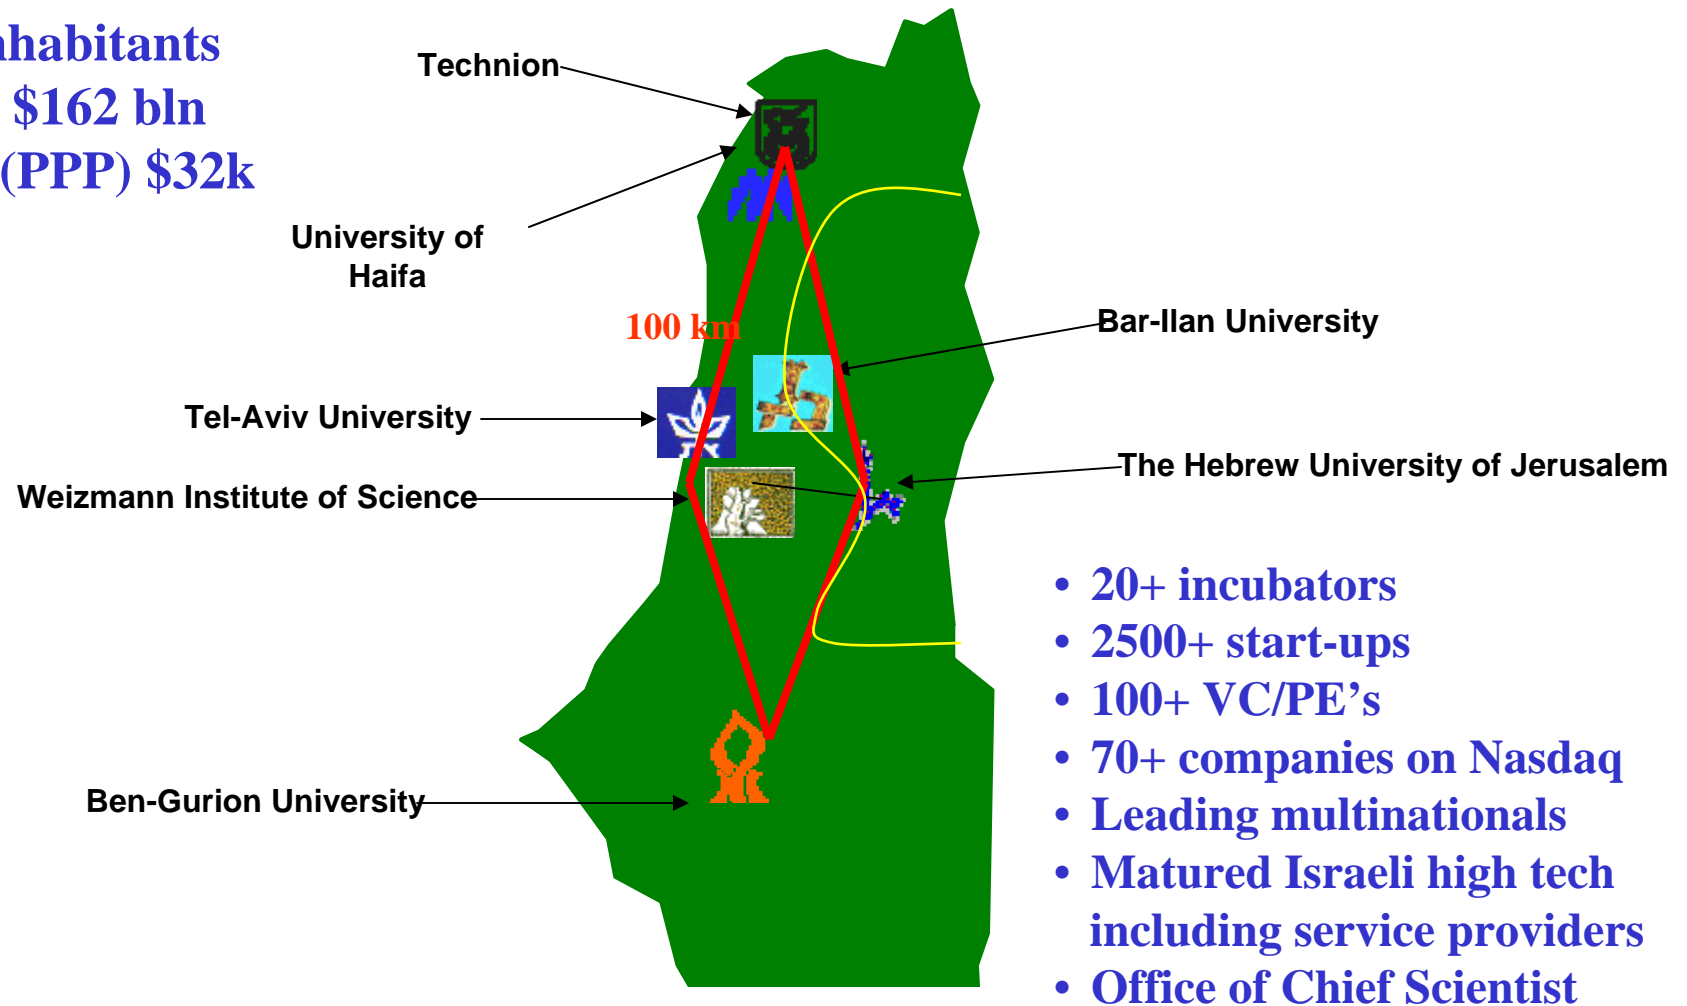 nhabitants
$162 bln
(PPP) $32k
Technion
University of
Haifa
100 km
Bar-Ilan University
Tel-Aviv University
Weizmann Institute of Science
The Hebrew University of Jerusalem
Ben-Gurion University
• 20+ incubators
• 2500+ start-ups
• 100+ VC/PE’s
• 70+ companies on Nasdaq
• Leading multinationals
• Matured Israeli high tech
including service providers
• Office of Chief Scientist